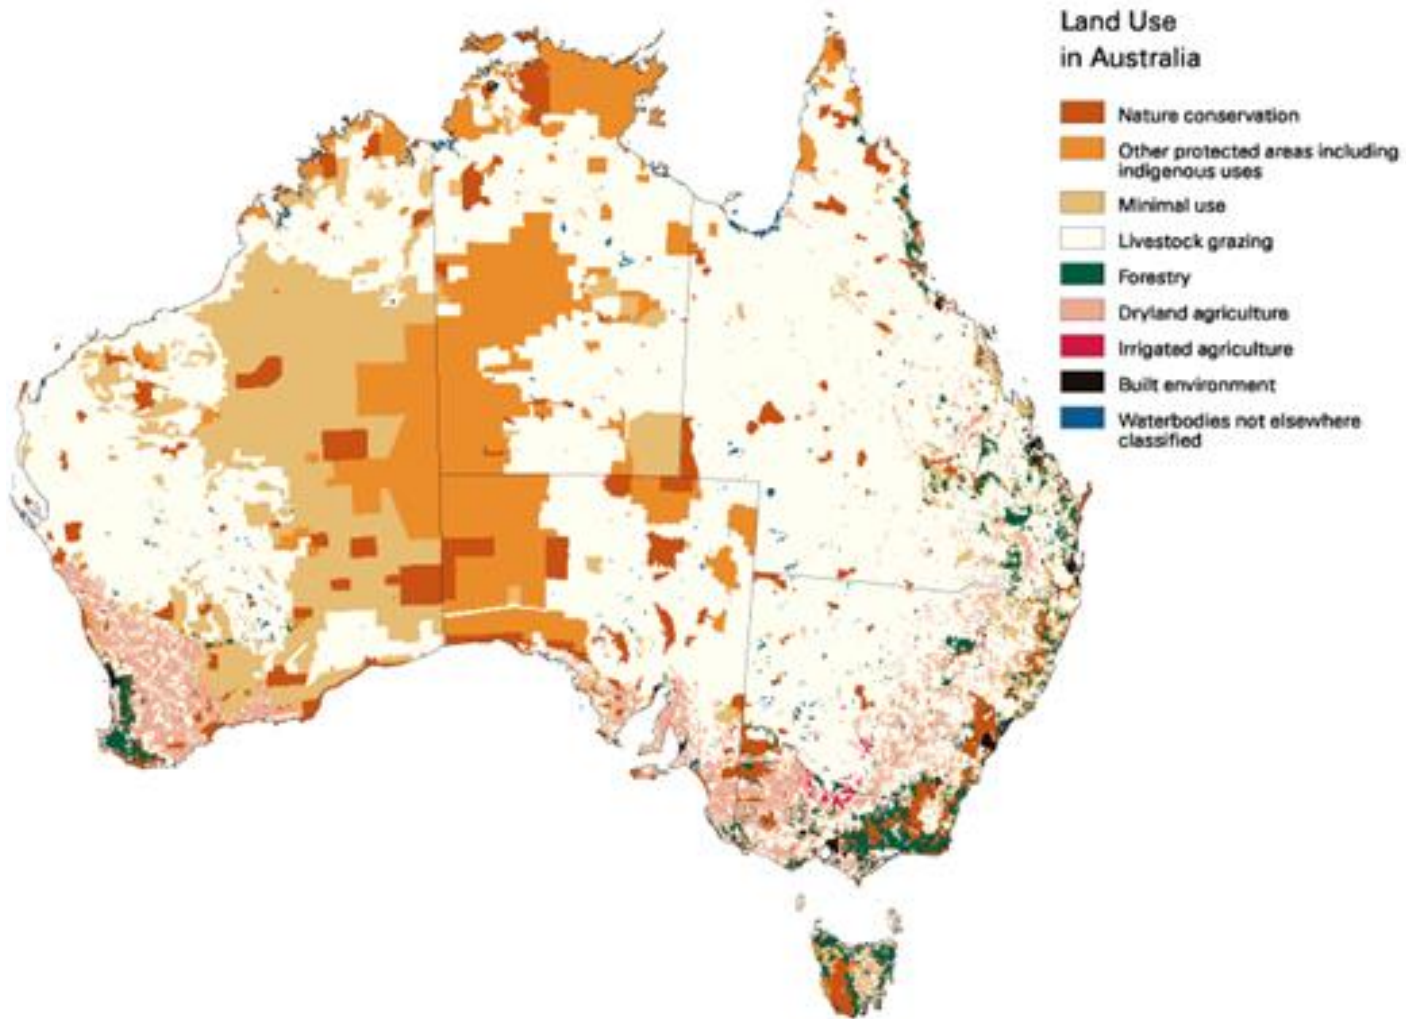 Land Use
in Australia
Nature conservation
Other protected areas including
indigenous uses
Minimal use
Livestock grazing
Forestry
Dryland agriculture
Irrigated agriculture
Built environment
Waterbodies not elsewhere
classified